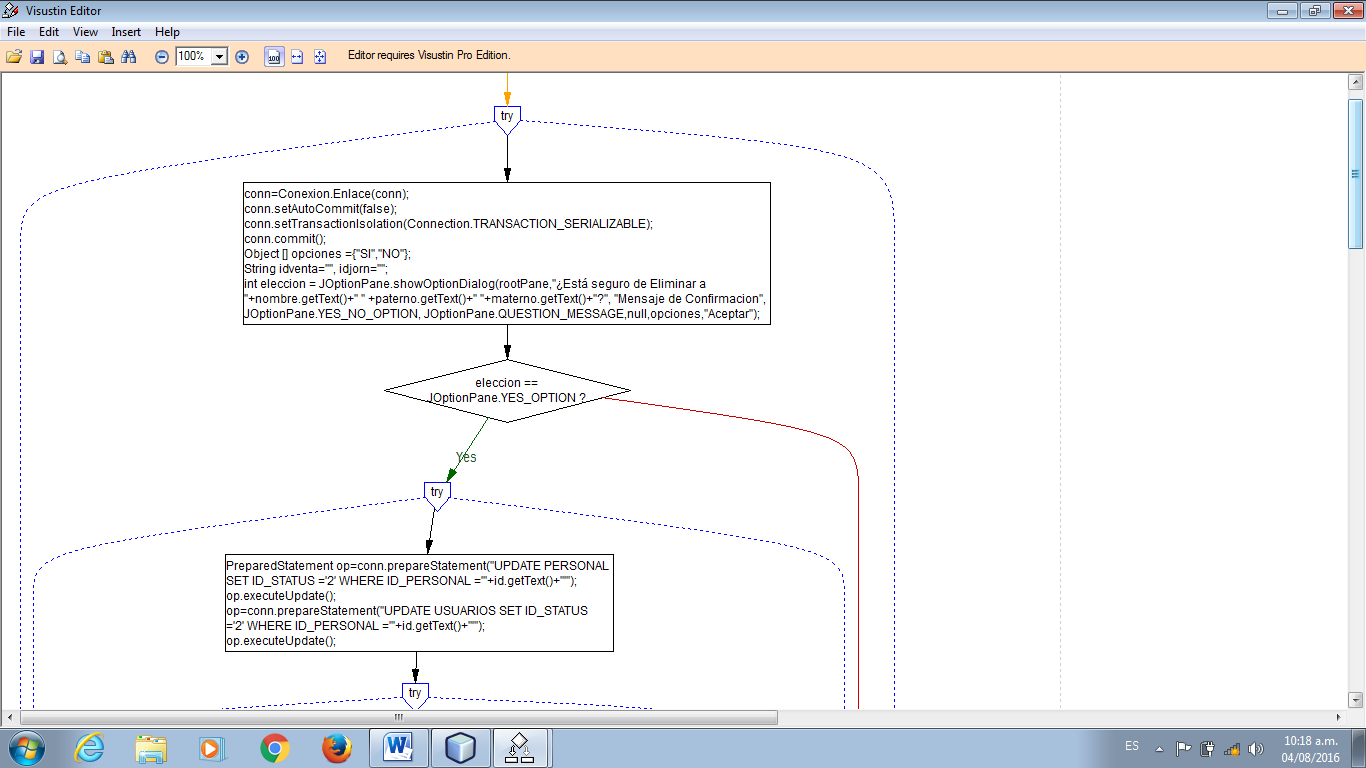 Visustin Editor
File Edit View Insert Help
100% 100 Editor requires Visustin Pro Edition.
try
conn=Conexion.Enlace(conn);
conn.setAutoCommit(false);
conn.setTransactionIsolation(Connection.TRANSACTION_SERIALIZABLE);
conn.commit();
Object [] opciones ={"SI","NO"};
String idventa="", idjorn="";
int eleccion = JOptionPane.showOptionDialog(rootPane,"¿Está seguro de Eliminar a
"+nombre.getText()+" " +paterno.getText()+" "+materno.getText()+"?", "Mensaje de Confirmacion",
JOptionPane.YES_NO_OPTION, JOptionPane.QUESTION_MESSAGE,null,opciones,"Aceptar");
eleccion ==
JOptionPane.YES_OPTION ?
Yes
try
PreparedStatement op=conn.prepareStatement("UPDATE PERSONAL
SET ID_STATUS ='2' WHERE ID_PERSONAL ='"+id.getText()+"'");
op.executeUpdate();
op=conn.prepareStatement("UPDATE USUARIOS SET ID_STATUS
='2' WHERE ID_PERSONAL ='"+id.getText()+"'");
op.executeUpdate();
try
ES
10:18 a.m.
04/08/2016